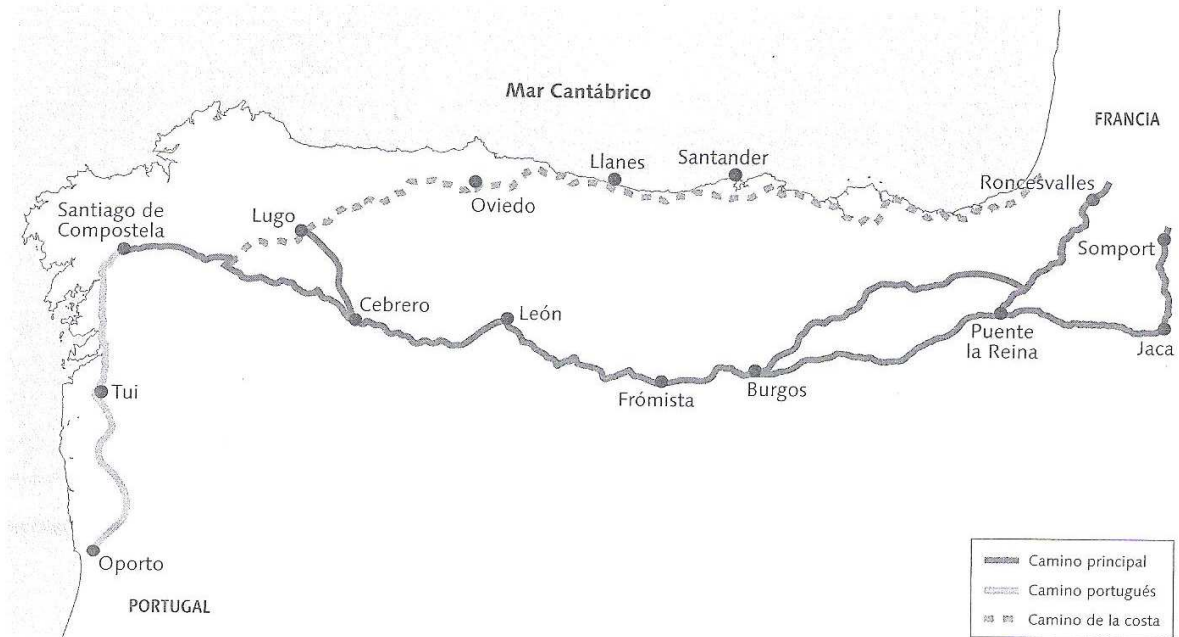 Mar Cantábrico
FRANCIA
Llanes
Santander
Roncesvalles
Oviedo
Santiago de
Compostela
Lugo
Somport
Cebrero
León
Puente
la Reina
Jaca
Burgos
Frómista
Tui
Oporto
PORTUGAL
Camino principal
Camino portugués
Camino de la costa